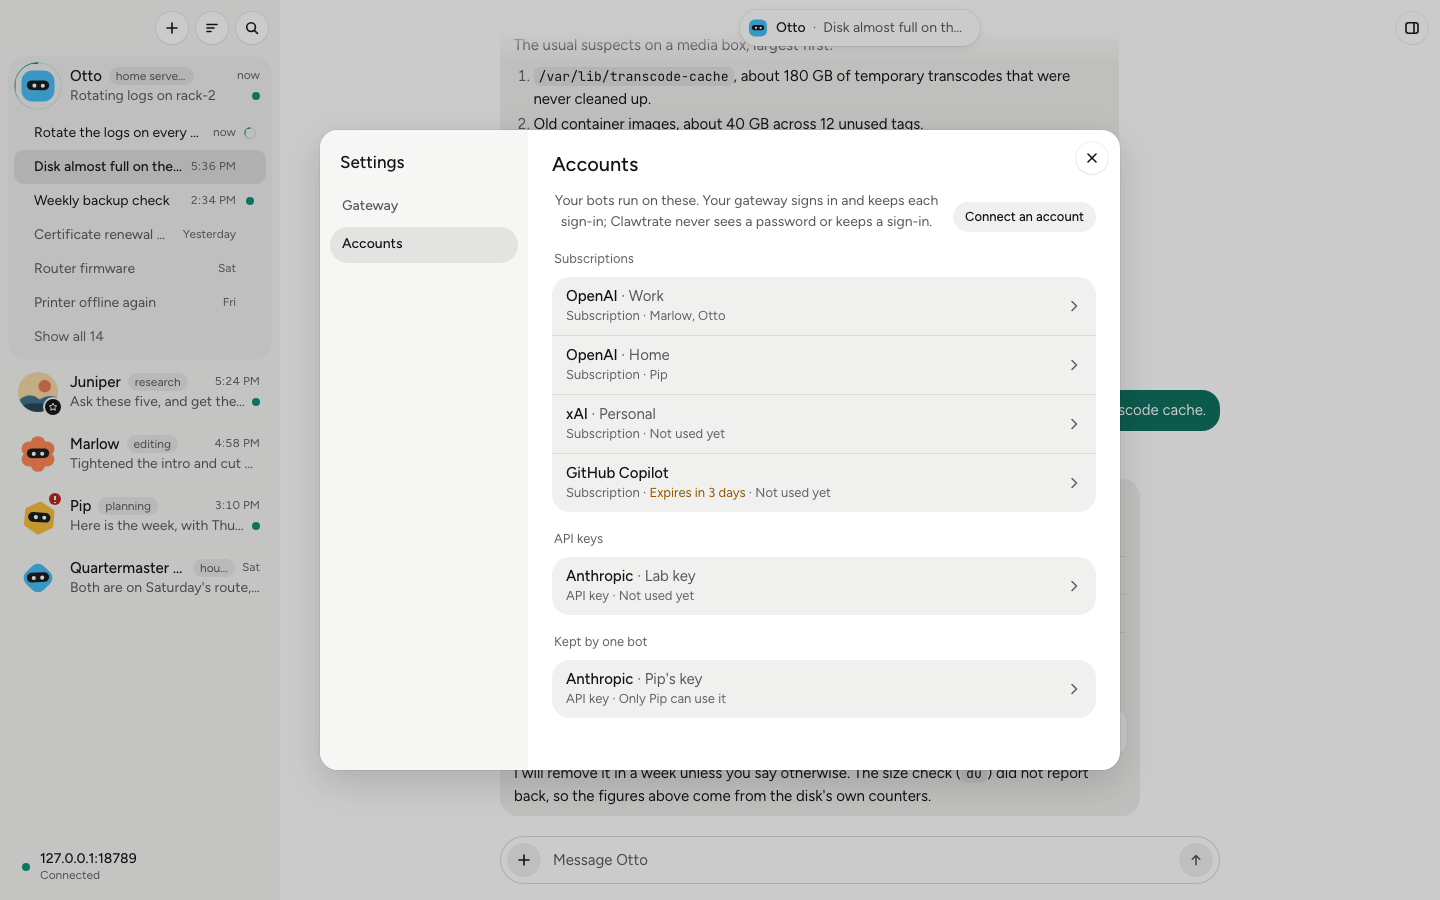 Otto · Disk almost full on th...
Otto home serve... now
Rotating logs on rack-2
Rotate the logs on every ... now
Disk almost full on the... 5:36 PM
Weekly backup check 2:34 PM
Certificate renewal ... Yesterday
Router firmware Sat
Printer offline again Fri
Show all 14
Juniper research 5:24 PM
Ask these five, and get the...
Marlow editing 4:58 PM
Tightened the intro and cut ...
Pip planning 3:10 PM
Here is the week, with Thu...
Quartermaster ... hou... Sat
Both are on Saturday's route,...
127.0.0.1:18789
Connected
The usual suspects on a media box, largest first:
1. /var/lib/transcode-cache, about 180 GB of temporary transcodes that were
never cleaned up.
2. Old container images, about 40 GB across 12 unused tags.
Settings
Gateway
Accounts
Accounts
Your bots run on these. Your gateway signs in and keeps each
sign-in; Clawtrate never sees a password or keeps a sign-in.
Connect an account
Subscriptions
OpenAI · Work
Subscription · Marlow, Otto
OpenAI · Home
Subscription · Pip
xAI · Personal
Subscription · Not used yet
GitHub Copilot
Subscription · Expires in 3 days · Not used yet
API keys
Anthropic · Lab key
API key · Not used yet
Kept by one bot
Anthropic · Pip's key
API key · Only Pip can use it
scode cache.
I will remove it in a week unless you say otherwise. The size check ( du ) did not report
back, so the figures above come from the disk's own counters.
Message Otto